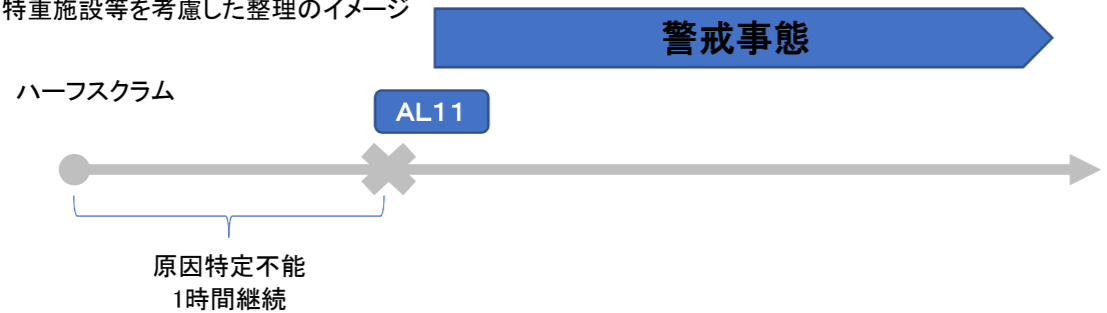 特重施設等を考慮した整理のイメージ
警戒事態
ハーフスクラム
AL11
原因特定不能
1時間継続